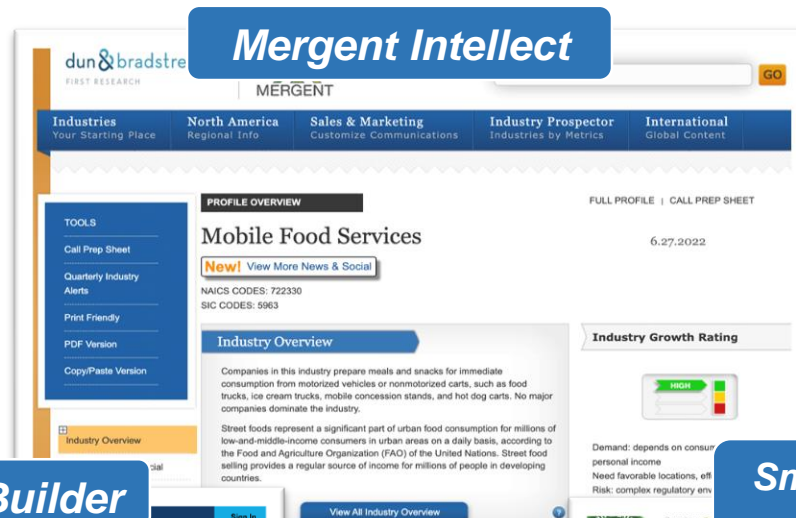 Mergent Intellect
dun & bradstre
FIRST RESEARCH
MERGENT
GO
Industries
Your Starting Place
North America
Regional Info
Sales & Marketing
Customize Communications
Industry Prospector
Industries by Metrics
International
Global Content
TOOLS
Call Prep Sheet
Quarterly Industry
Alerts
Print Friendly
PDF Version
Copy/Paste Version
Industry Overview
cial
PROFILE OVERVIEW
FULL PROFILE | CALL PREP SHEET
Mobile Food Services
6.27.2022
New! View More News & Social
NAICS CODES: 722330
SIC CODES: 5963
Industry Overview
Companies in this industry prepare meals and snacks for immediate
consumption from motorized vehicles or nonmotorized carts, such as food
trucks, ice cream trucks, mobile concession stands, and hot dog carts. No major
companies dominate the industry.
Street foods represent a significant part of urban food consumption for millions of
low-and-middle-income consumers in urban areas on a daily basis, according to
the Food and Agriculture Organization (FAO) of the United Nations. Street food
selling provides a regular source of income for millions of people in developing
countries.
View All Industry Overview
?
Industry Growth Rating
HIGH
Demand: depends on consum
personal income
Need favorable locations, effi
Risk: complex regulatory env
Builder
Sign In
Sm